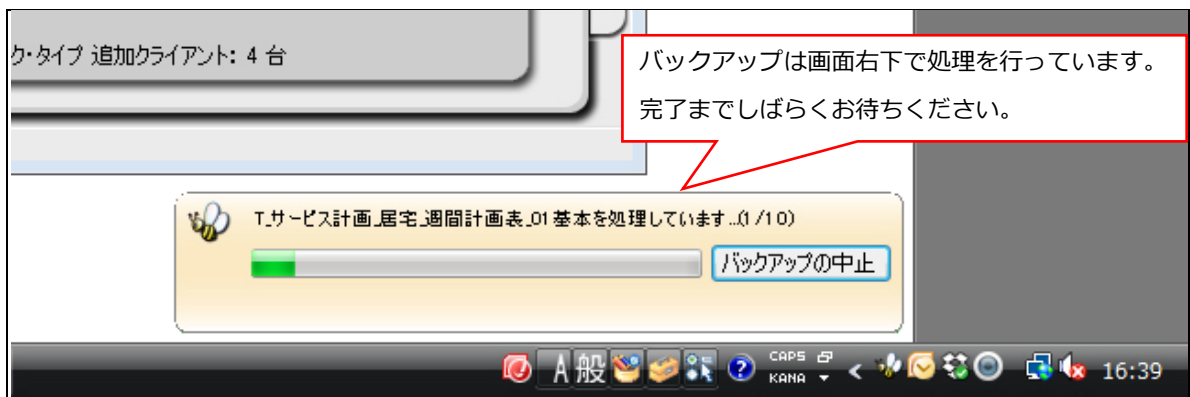 ク・タイプ 追加クライアント: 4 台
バックアップは画面右下で処理を行っています。
完了までしばらくお待ちください。
T_サービス計画_居宅_週間計画表_01基本を処理しています...(1/10)
バックアップの中止
A 般 CAPS KANA 16:39